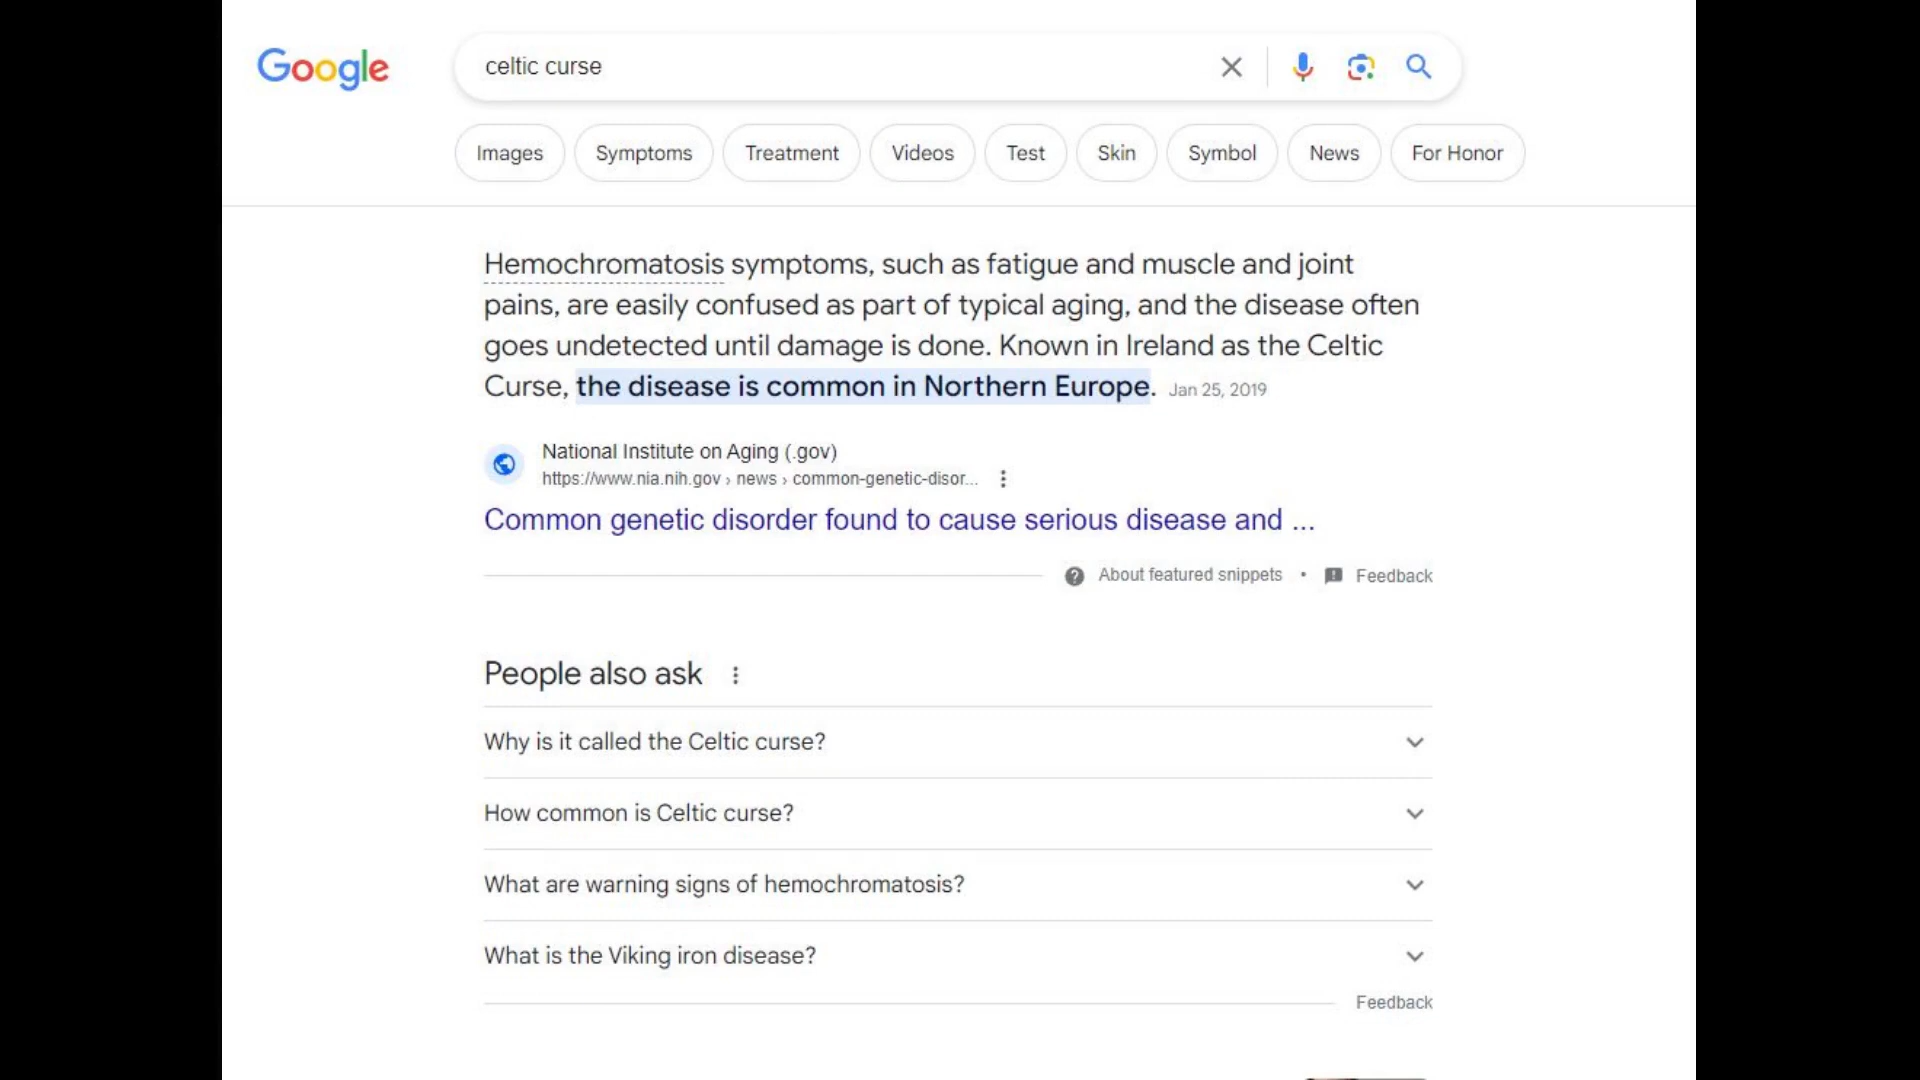 Google
celtic curse
Images Symptoms Treatment Videos Test Skin Symbol News For Honor
Hemochromatosis symptoms, such as fatigue and muscle and joint
pains, are easily confused as part of typical aging, and the disease often
goes undetected until damage is done. Known in Ireland as the Celtic
Curse, the disease is common in Northern Europe. Jan 25, 2019
National Institute on Aging (.gov)
https://www.nia.nih.gov › news › common-genetic-disor...
Common genetic disorder found to cause serious disease and ...
About featured snippets • Feedback
People also ask
Why is it called the Celtic curse?
How common is Celtic curse?
What are warning signs of hemochromatosis?
What is the Viking iron disease?
Feedback